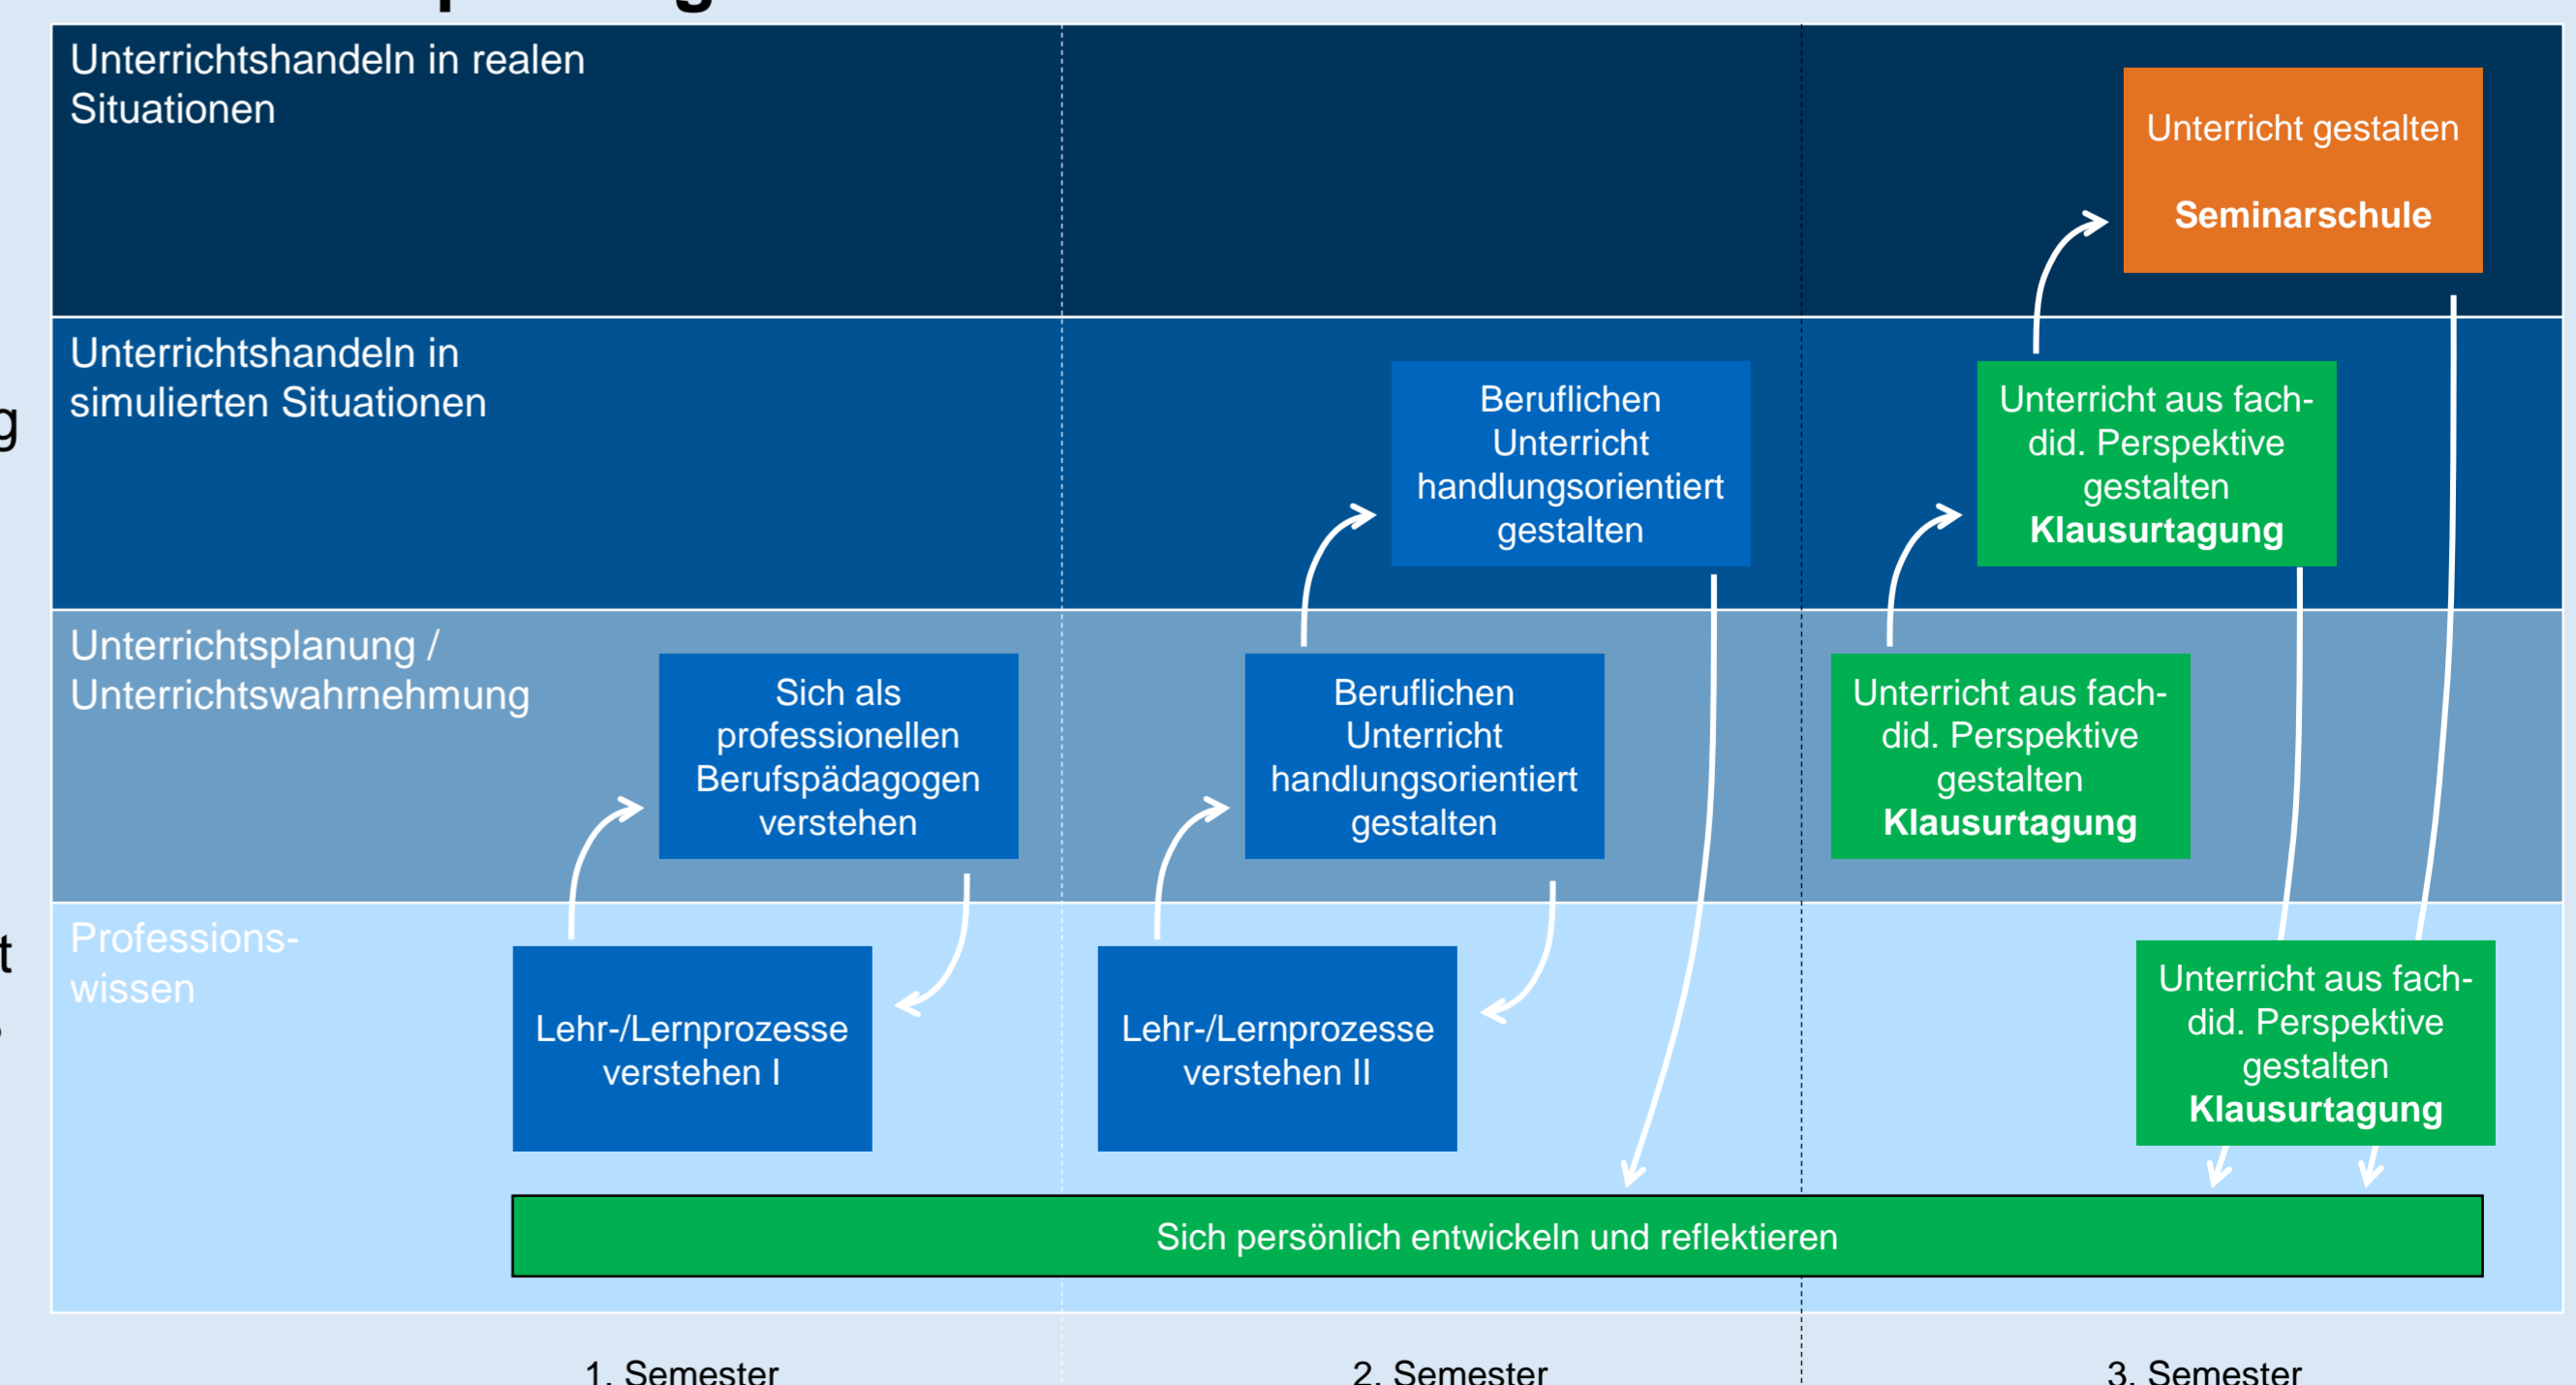 Unterrichtshandeln in realen
Situationen
Unterricht gestalten
Seminarschule
Unterrichtshandeln in
simulierten Situationen
Beruflichen
Unterricht
handlungsorientiert
gestalten
Unterricht aus fach-
did. Perspektive
gestalten
Klausurtagung
Unterrichtsplanung /
Unterrichtswahrnehmung
Sich als
professionellen
Berufspädagogen
verstehen
Beruflichen
Unterricht
handlungsorientiert
gestalten
Unterricht aus fach-
did. Perspektive
gestalten
Klausurtagung
Professions-
wissen
Lehr-/Lernprozesse
verstehen I
Lehr-/Lernprozesse
verstehen II
Unterricht aus fach-
did. Perspektive
gestalten
Klausurtagung
Sich persönlich entwickeln und reflektieren
1. Semester
2. Semester
3. Semester